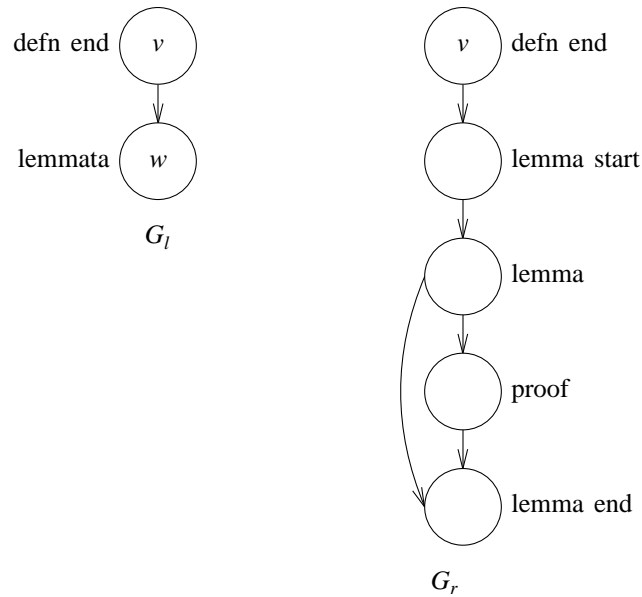 defn end v
lemmata w
G_l
v defn end
lemma start
lemma
proof
lemma end
G_r